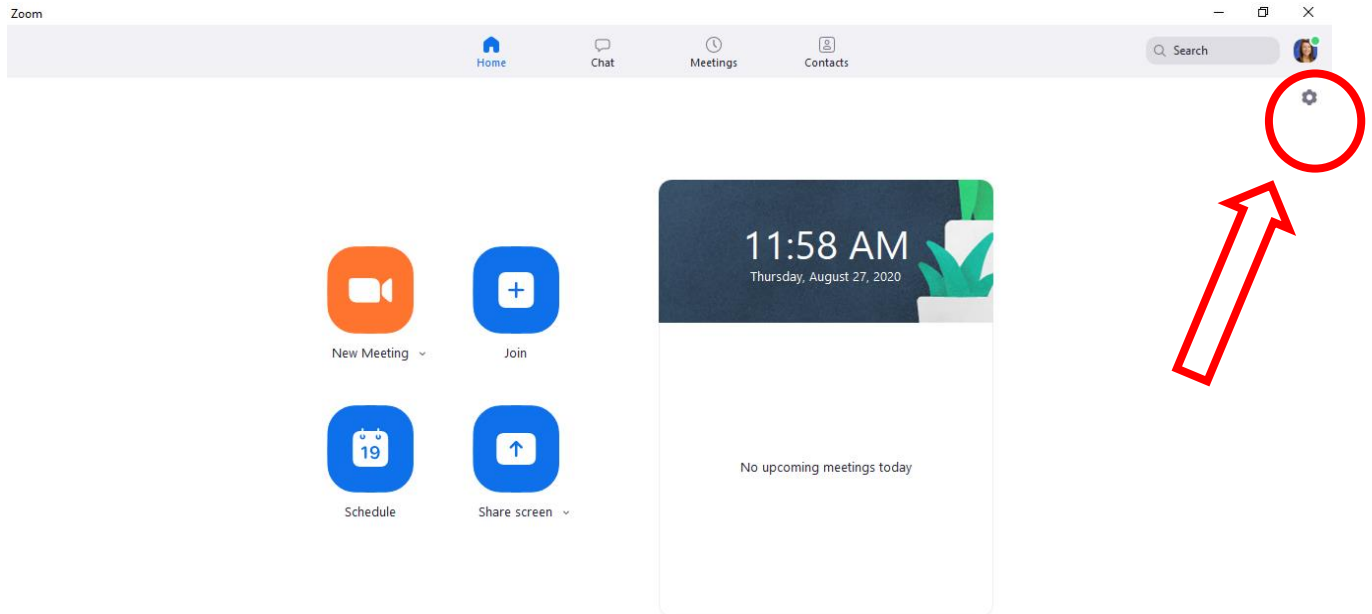 Zoom
Home
Chat
Meetings
Contacts
Search
11:58 AM
Thursday, August 27, 2020
New Meeting
Join
19
Schedule
Share screen
No upcoming meetings today